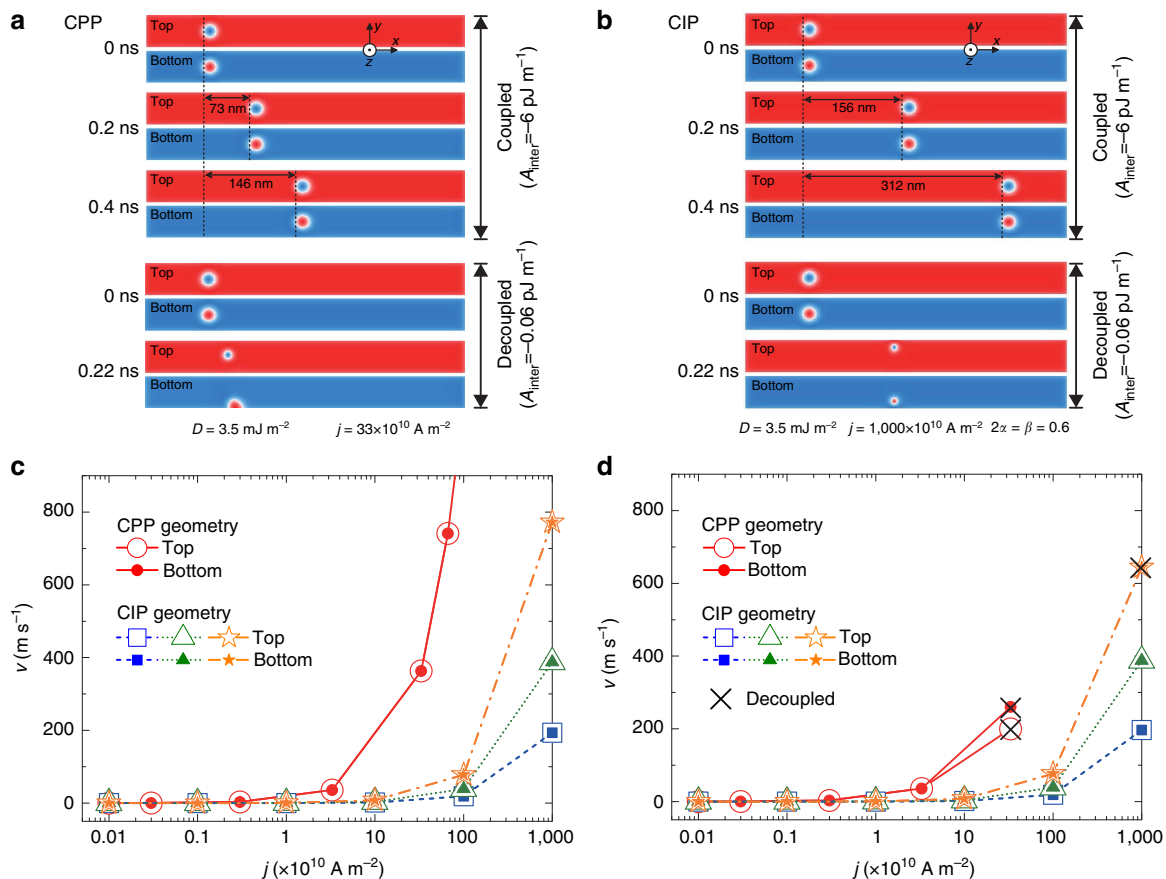 a
CPP
Top
y
x
z
0 ns
Bottom
Top
73 nm
0.2 ns
Bottom
Top
146 nm
0.4 ns
Bottom
Coupled
(A_inter=−6 pJ m⁻¹)
Top
0 ns
Bottom
Top
0.22 ns
Bottom
Decoupled
(A_inter=−0.06 pJ m⁻¹)
D = 3.5 mJ m⁻² j = 33×10¹⁰ A m⁻²
b
CIP
Top
y
x
z
0 ns
Bottom
Top
156 nm
0.2 ns
Bottom
Top
312 nm
0.4 ns
Bottom
Coupled
(A_inter=−6 pJ m⁻¹)
Top
0 ns
Bottom
Top
0.22 ns
Bottom
Decoupled
(A_inter=−0.06 pJ m⁻¹)
D = 3.5 mJ m⁻² j = 1,000×10¹⁰ A m⁻² 2α = β = 0.6
c
800
600
400
200
0
v (m s⁻¹)
CPP geometry
Top
Bottom
CIP geometry
Top
Bottom
0.01 0.1 1 10 100 1,000
j (×10¹⁰ A m⁻²)
d
800
600
400
200
0
v (m s⁻¹)
CPP geometry
Top
Bottom
CIP geometry
Top
Bottom
Decoupled
0.01 0.1 1 10 100 1,000
j (×10¹⁰ A m⁻²)